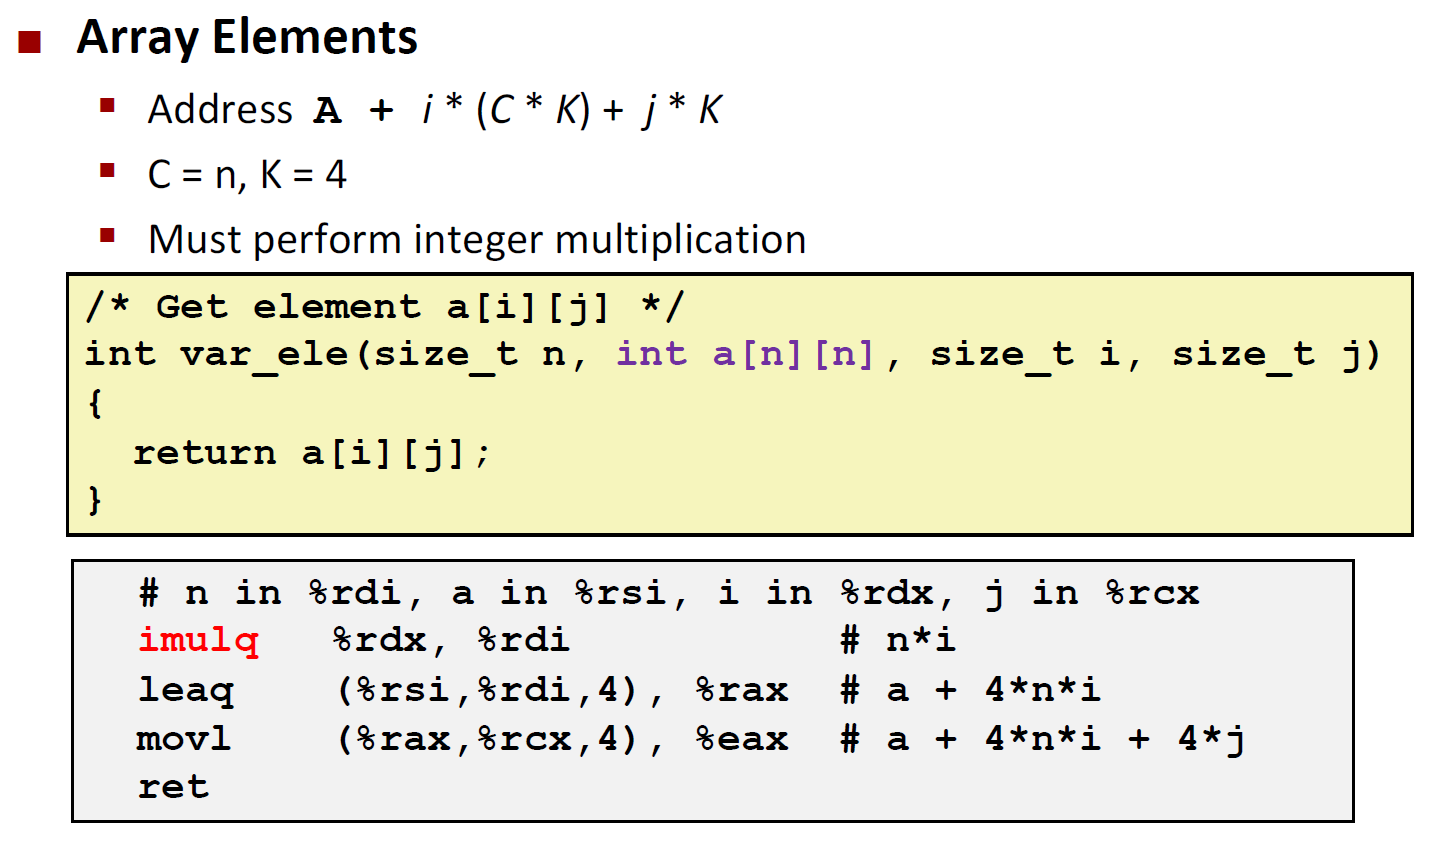 Array Elements
Address A + i * (C * K) + j * K
C = n, K = 4
Must perform integer multiplication
/* Get element a[i][j] */
int var_ele(size_t n, int a[n][n], size_t i, size_t j)
{
  return a[i][j];
}
# n in %rdi, a in %rsi, i in %rdx, j in %rcx
imulq %rdx, %rdi # n*i
leaq (%rsi,%rdi,4), %rax # a + 4*n*i
movl (%rax,%rcx,4), %eax # a + 4*n*i + 4*j
ret